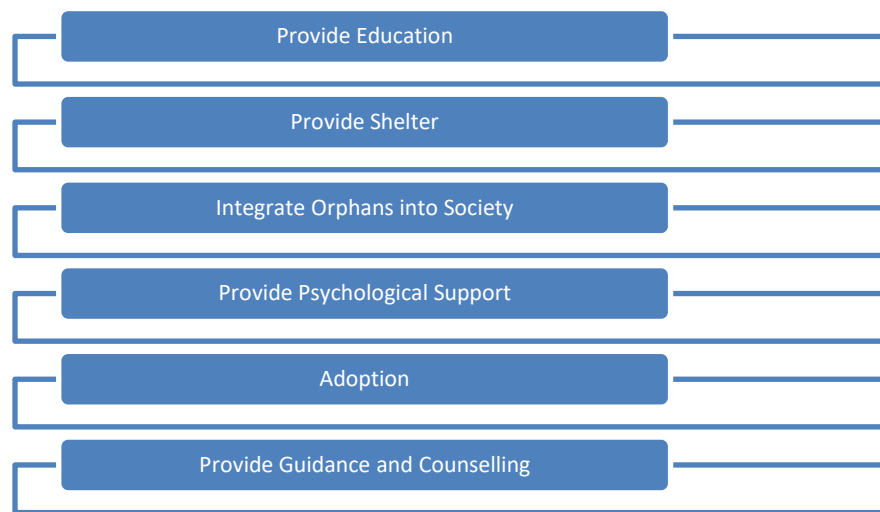 Provide Education
Provide Shelter
Integrate Orphans into Society
Provide Psychological Support
Adoption
Provide Guidance and Counselling